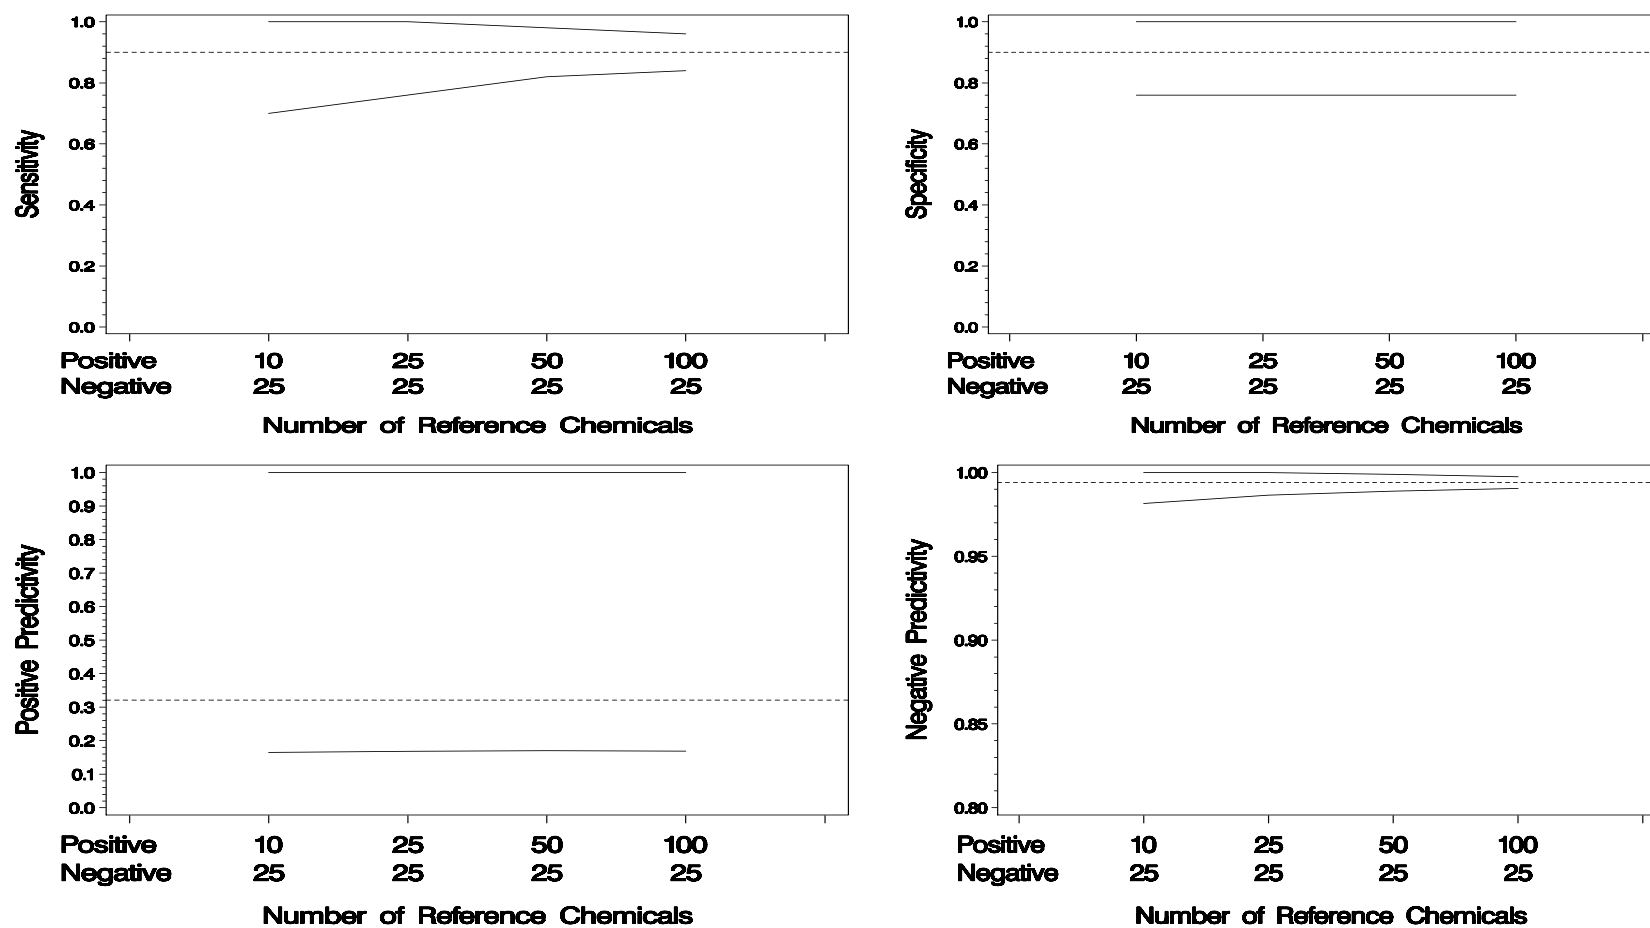 Sensitivity
1.0
0.8
0.6
0.4
0.2
0.0
Positive 10 25 50 100
Negative 25 25 25 25
Number of Reference Chemicals
Specificity
1.0
0.8
0.6
0.4
0.2
0.0
Positive 10 25 50 100
Negative 25 25 25 25
Number of Reference Chemicals
Positive Predictivity
1.0
0.9
0.8
0.7
0.6
0.5
0.4
0.3
0.2
0.1
0.0
Positive 10 25 50 100
Negative 25 25 25 25
Number of Reference Chemicals
Negative Predictivity
1.00
0.95
0.90
0.85
0.80
Positive 10 25 50 100
Negative 25 25 25 25
Number of Reference Chemicals